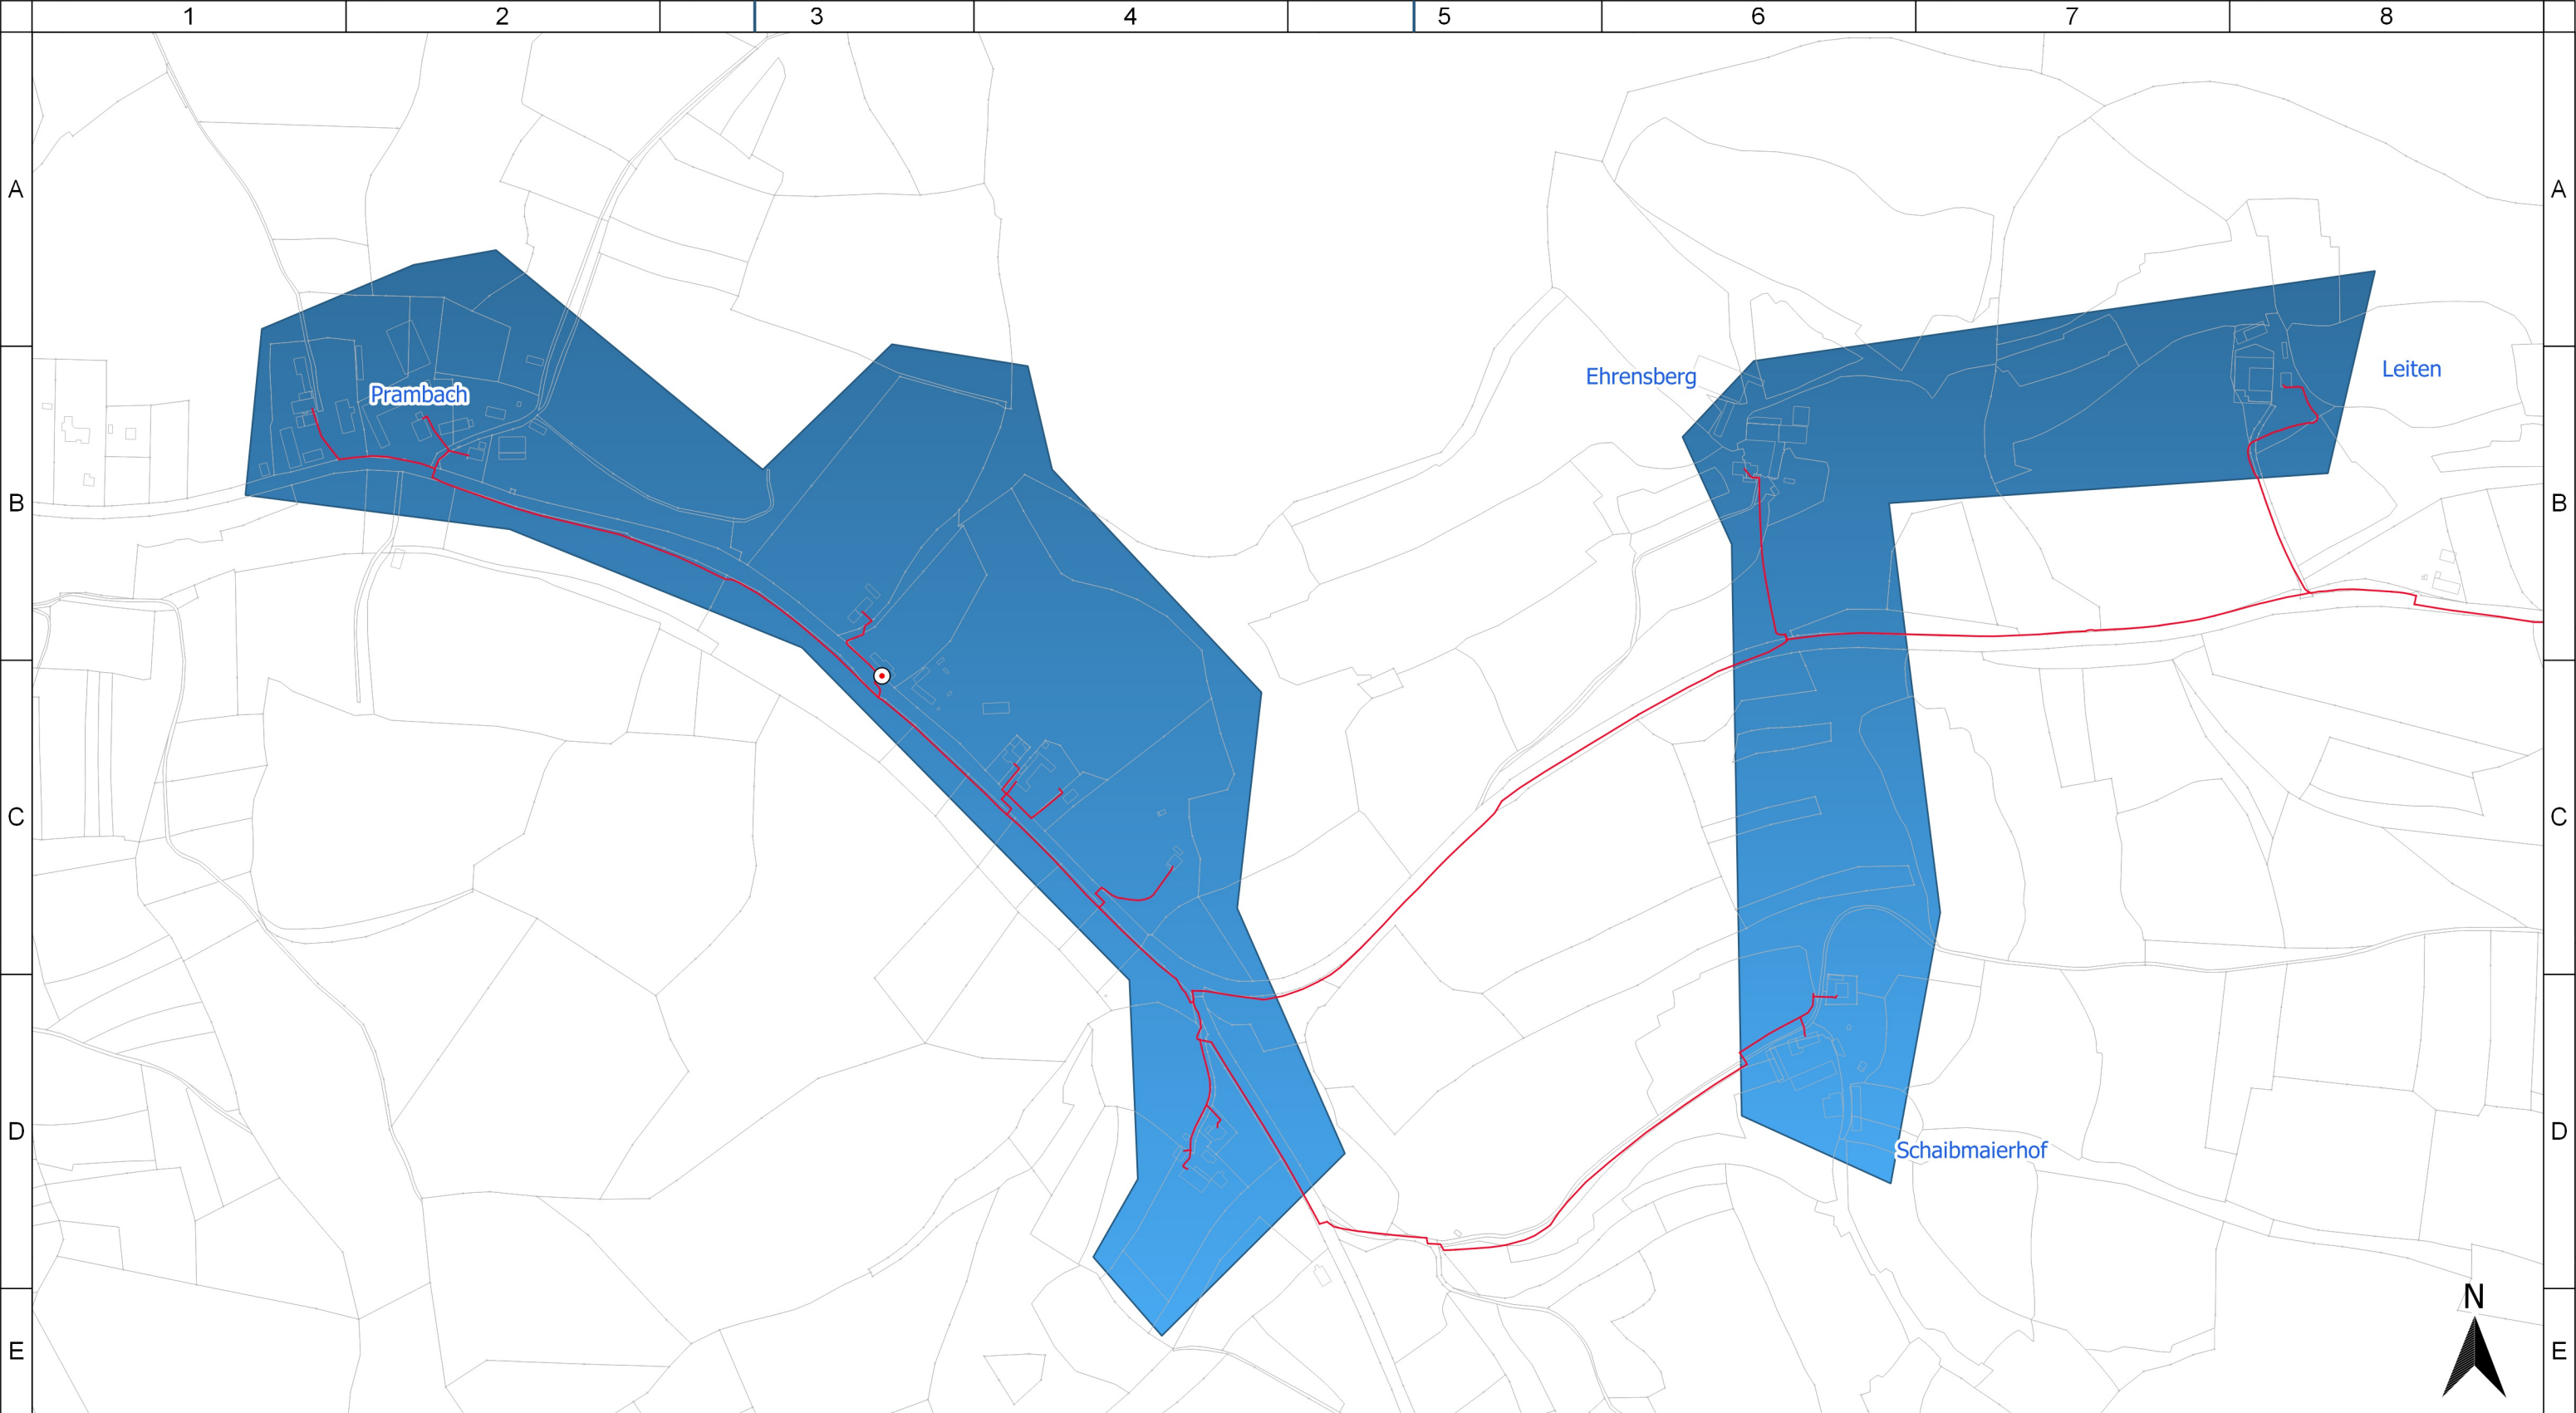 1 2 3 4 5 6 7 8
A A
Ehrensberg Leiten
Prambach
B B
C C
D D
Schaibmaierhof
N
E E